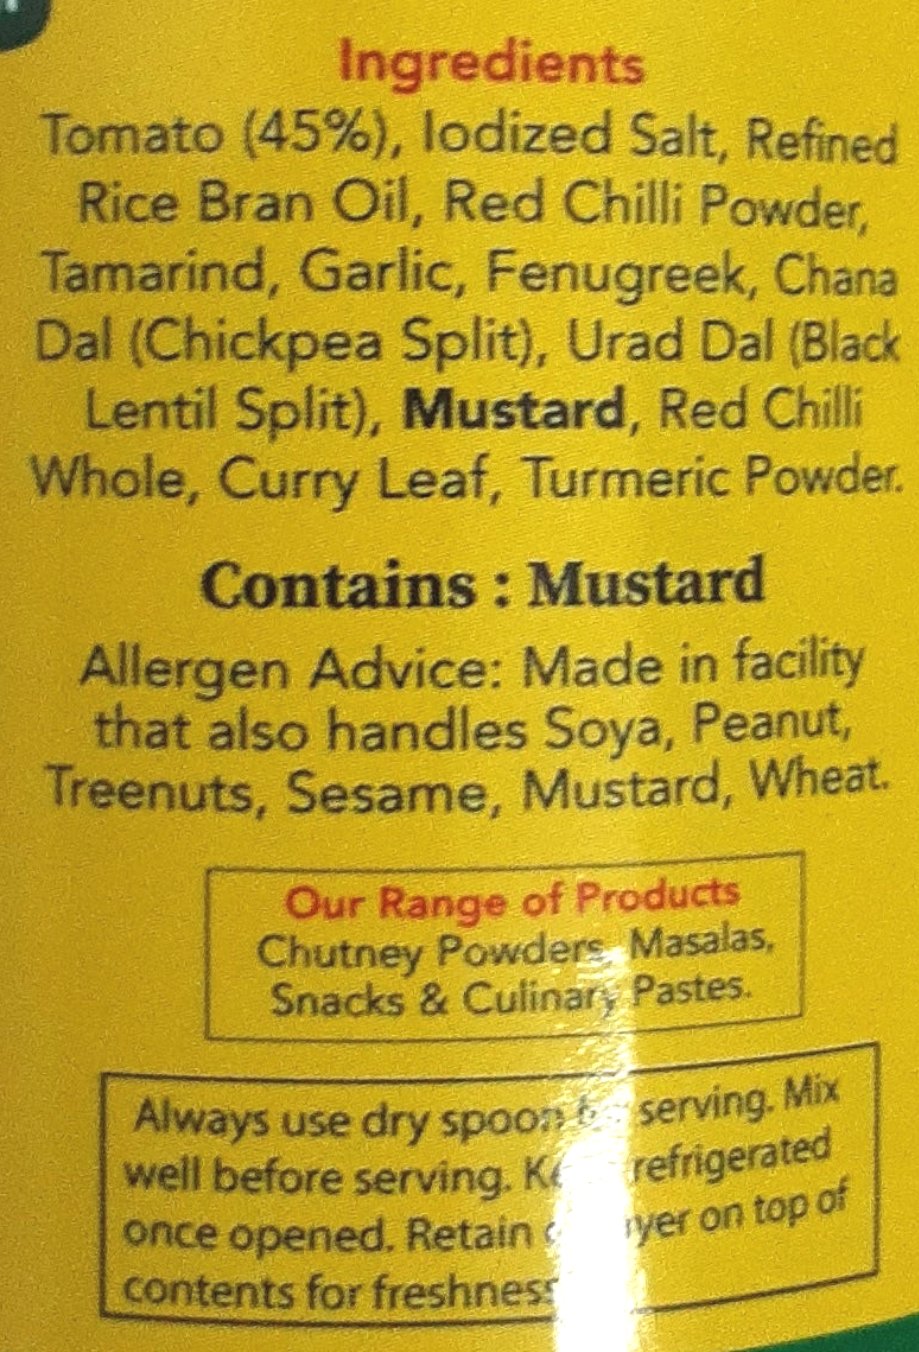 Ingredients
Tomato (45%), Iodized Salt, Refined
Rice Bran Oil, Red Chilli Powder,
Tamarind, Garlic, Fenugreek, Chana
Dal (Chickpea Split), Urad Dal (Black
Lentil Split), Mustard, Red Chilli
Whole, Curry Leaf, Turmeric Powder.
Contains : Mustard
Allergen Advice: Made in facility
that also handles Soya, Peanut,
Treenuts, Sesame, Mustard, Wheat.
Our Range of Products
Chutney Powders, Masalas,
Snacks & Culinary Pastes.
Always use dry spoon serving. Mix
well before serving. refrigerated
once opened. Retain on top of
contents for freshness